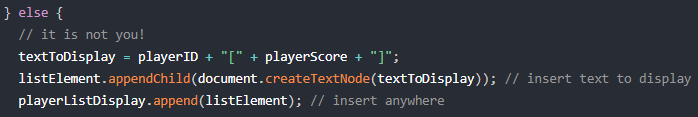 } else {
// it is not you!
textToDisplay = playerID + "[" + playerScore + "]";
listElement.appendChild(document.createTextNode(textToDisplay)); // insert text to display
playerListDisplay.append(listElement); // insert anywhere